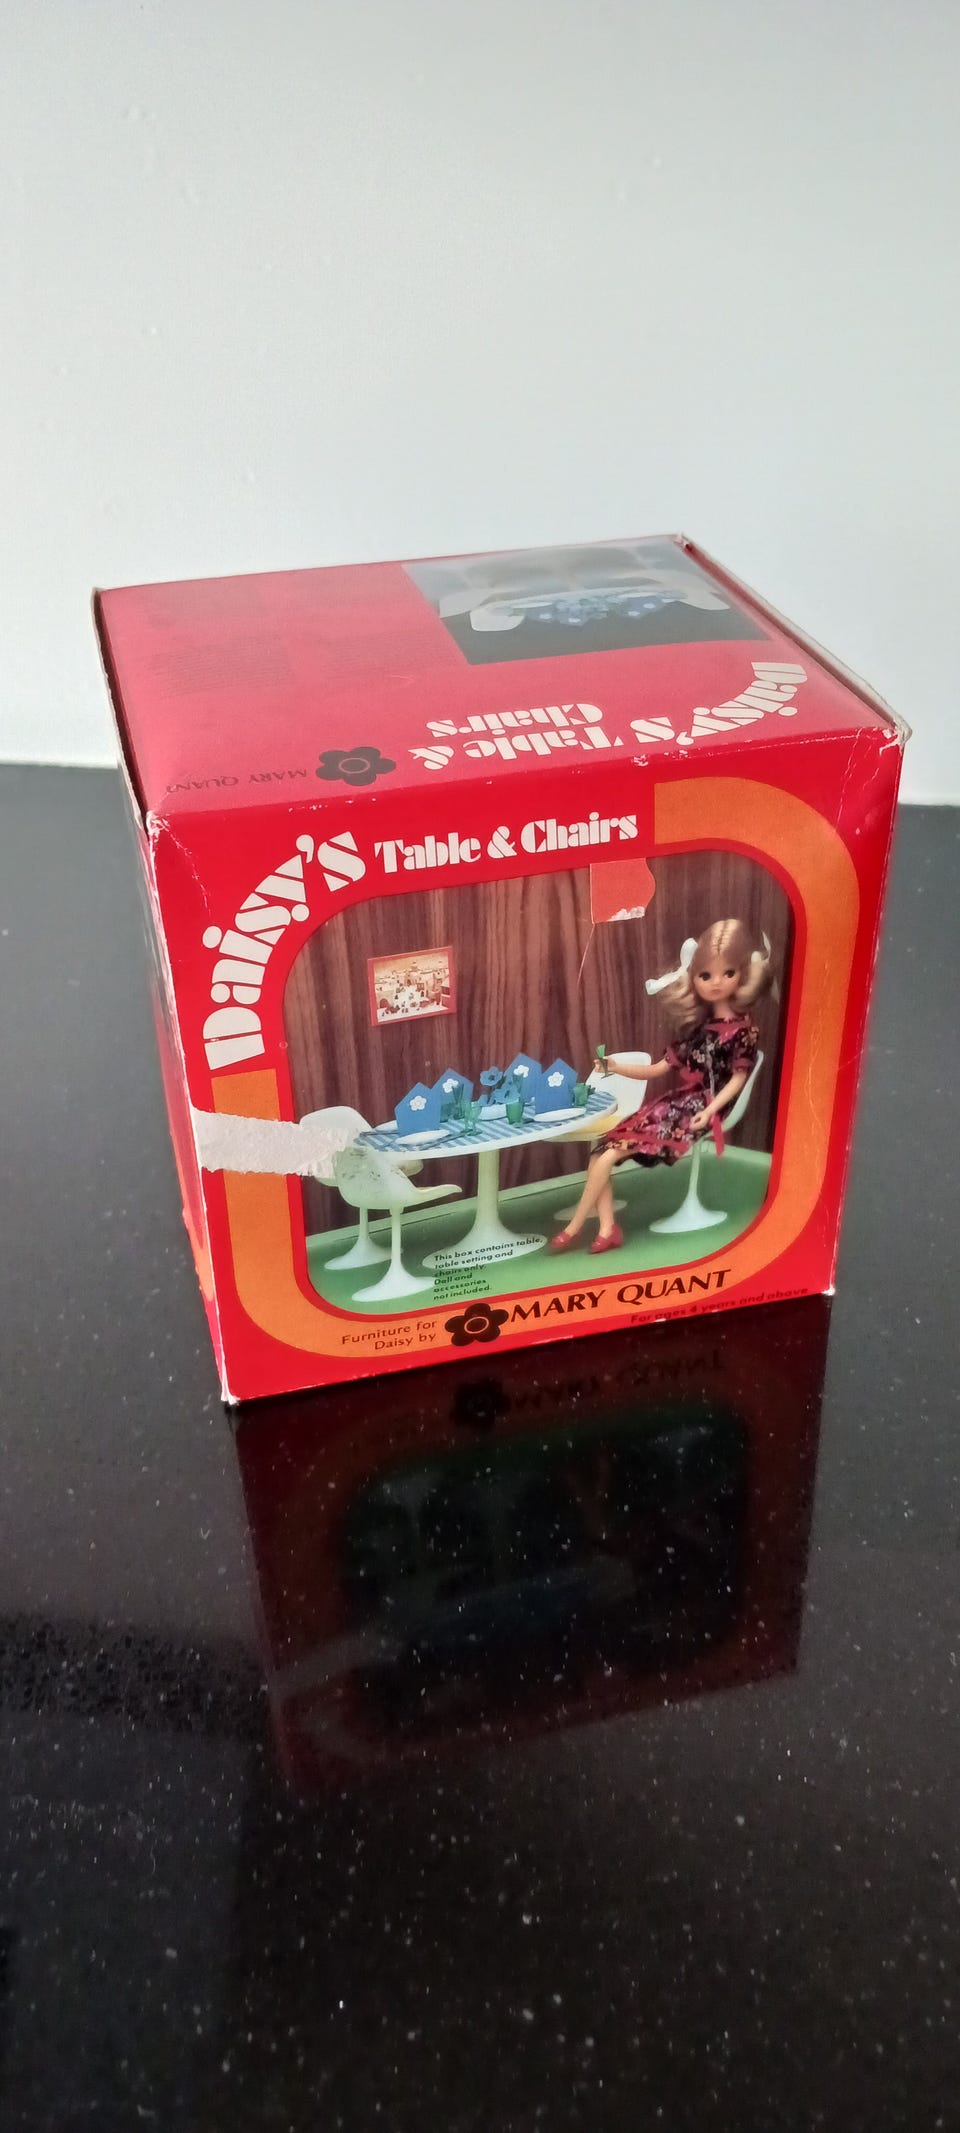 Daisy's Table &
Chairs
MARY QUANT
Daisy's Table & Chairs
This box contains table,
table setting and
chairs only.
Doll and
accessories
not included.
Furniture for
Daisy by
MARY QUANT
For ages 4 years and above